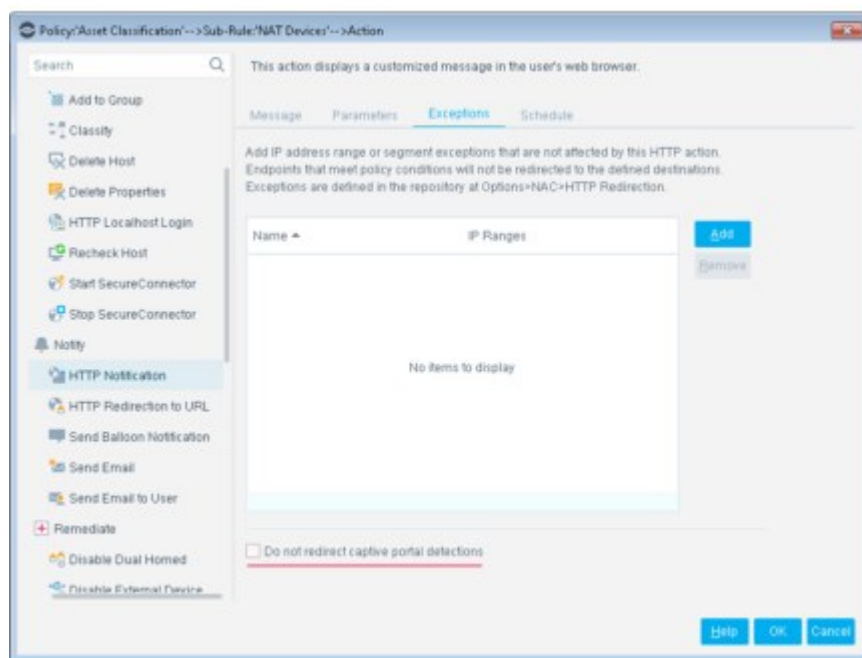 Policy:'Asset Classification'-->Sub-Rule:'NAT Devices'-->Action
Search
Add to Group
Classify
Delete Host
Delete Properties
HTTP Localhost Login
Recheck Host
Start SecureConnector
Stop SecureConnector
Notify
HTTP Notification
HTTP Redirection to URL
Send Balloon Notification
Send Email
Send Email to User
Remediate
Disable Dual Homed
Disable External Device
This action displays a customized message in the user's web browser.
Message Parameters Exceptions Schedule
Add IP address range or segment exceptions that are not affected by this HTTP action.
Endpoints that meet policy conditions will not be redirected to the defined destinations.
Exceptions are defined in the repository at Options>NAC>HTTP Redirection.
Name IP Ranges
No items to display
Add
Remove
Do not redirect captive portal detections
Help OK Cancel